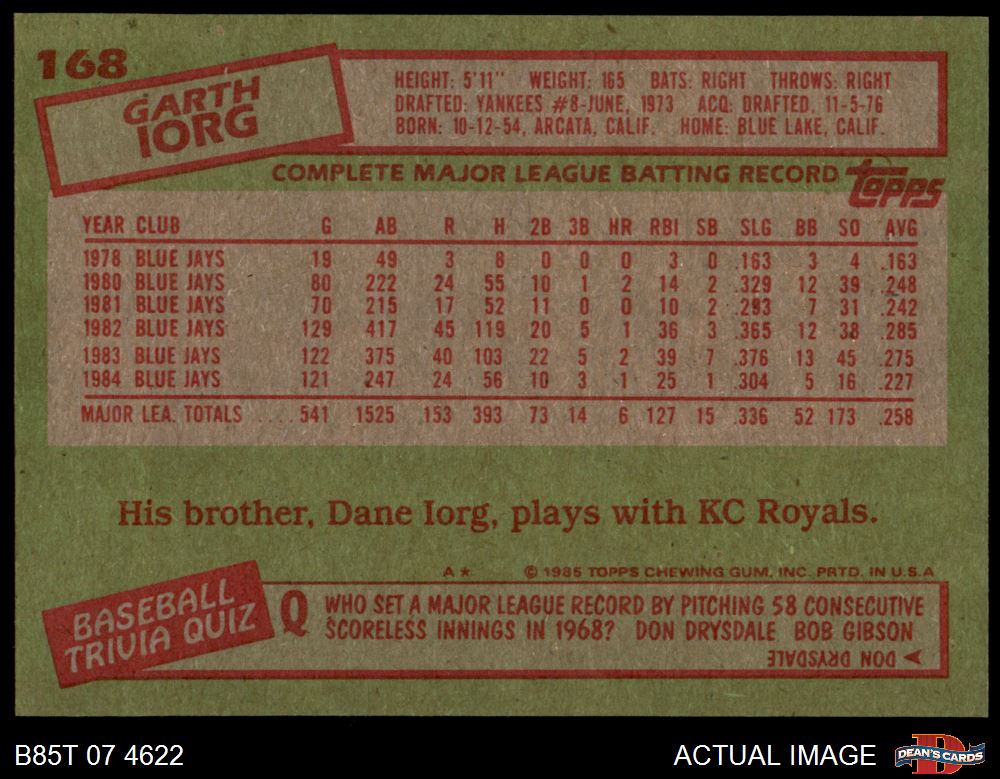 168
GARTH
IORG
HEIGHT: 5'11" WEIGHT: 165 BATS: RIGHT THROWS: RIGHT
DRAFTED: YANKEES #8-JUNE, 1973 ACQ: DRAFTED, 11-5-76
BORN: 10-12-54, ARCATA, CALIF. HOME: BLUE LAKE, CALIF.
COMPLETE MAJOR LEAGUE BATTING RECORD topps
YEAR CLUB G AB R H 2B 3B HR RBI SB SLG BB SO AVG
1978 BLUE JAYS 19 49 3 8 0 0 0 3 0 .163 3 4 .163
1980 BLUE JAYS 80 222 24 55 10 1 2 14 2 .329 12 39 .248
1981 BLUE JAYS 70 215 17 52 11 0 0 10 2 .293 7 31 .242
1982 BLUE JAYS 129 417 45 119 20 5 1 36 3 .365 12 38 .285
1983 BLUE JAYS 122 375 40 103 22 5 2 39 7 .376 13 45 .275
1984 BLUE JAYS 121 247 24 56 10 3 1 25 1 .304 5 16 .227
MAJOR LEA. TOTALS ..... 541 1525 153 393 73 14 6 127 15 .336 52 173 .258
His brother, Dane Iorg, plays with KC Royals.
A* © 1985 TOPPS CHEWING GUM, INC. PRTD. IN U.S.A
BASEBALL
TRIVIA QUIZ
Q WHO SET A MAJOR LEAGUE RECORD BY PITCHING 58 CONSECUTIVE
SCORELESS INNINGS IN 1968? DON DRYSDALE BOB GIBSON
DON DRYSDALE
B85T 07 4622 ACTUAL IMAGE DEAN'S CARDS